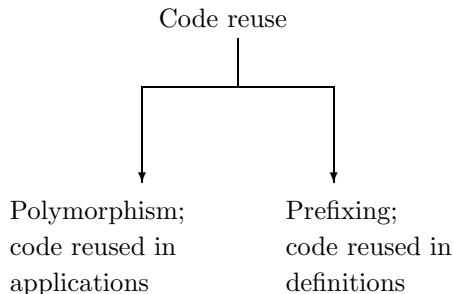 Code reuse
Polymorphism;
code reused in
applications
Prefixing;
code reused in
definitions